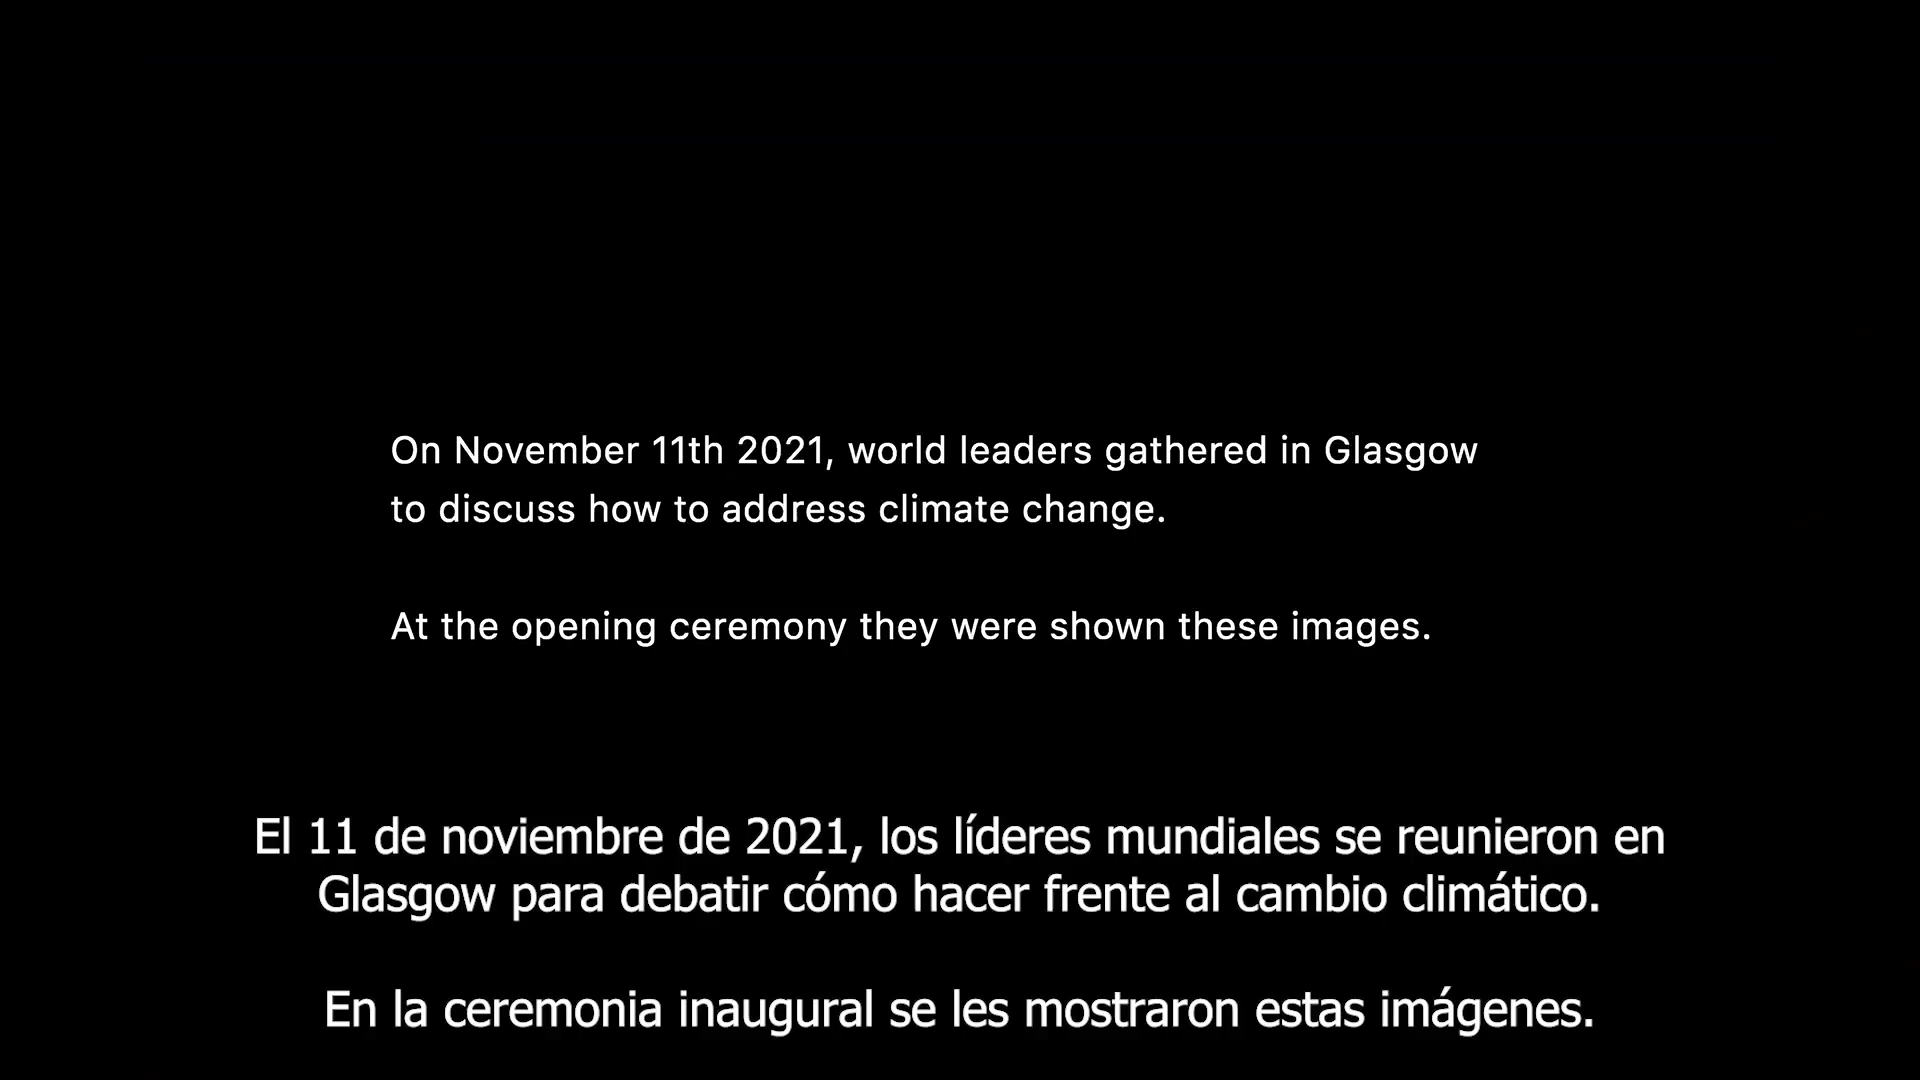 On November 11th 2021, world leaders gathered in Glasgow
to discuss how to address climate change.
At the opening ceremony they were shown these images.
El 11 de noviembre de 2021, los líderes mundiales se reunieron en
Glasgow para debatir cómo hacer frente al cambio climático.
En la ceremonia inaugural se les mostraron estas imágenes.